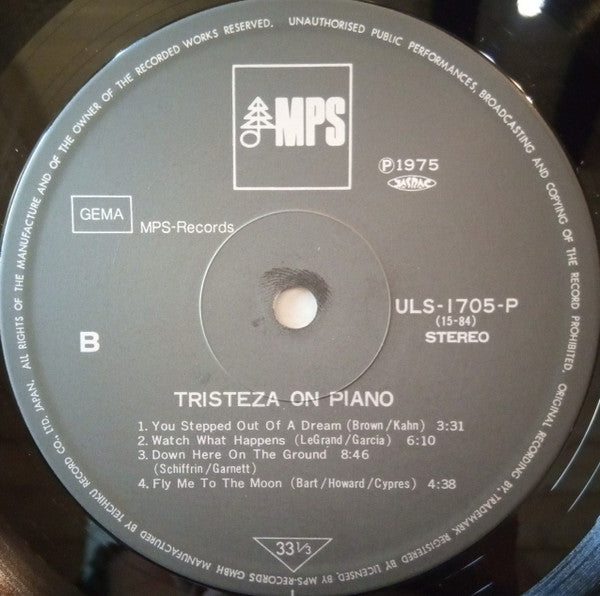 ALL RIGHTS OF THE MANUFACTURE AND OF THE OWNER OF THE RECORDED WORKS RESERVED. UNAUTHORISED PUBLIC PERFORMANCES, BROADCASTING AND COPYING OF THE RECORD PROHIBITED. ORIGINAL RECORDING BY, TRADEMARK REGISTERED BY, LICENSED, BY MPS-RECORDS GMBH MANUFACTURED BY TEICHIKU RECORD CO., LTD. JAPAN.
MPS
℗1975
JASRAC
GEMA
MPS-Records
ULS-1705-P
(15-84)
B
STEREO
TRISTEZA ON PIANO
1. You Stepped Out Of A Dream (Brown/Kahn) 3:31
2. Watch What Happens (LeGrand/Garcia) 6:10
3. Down Here On The Ground 8:46
(Schiffrin/Garnett)
4. Fly Me To The Moon (Bart/Howard/Cypres) 4:38
33 1/3